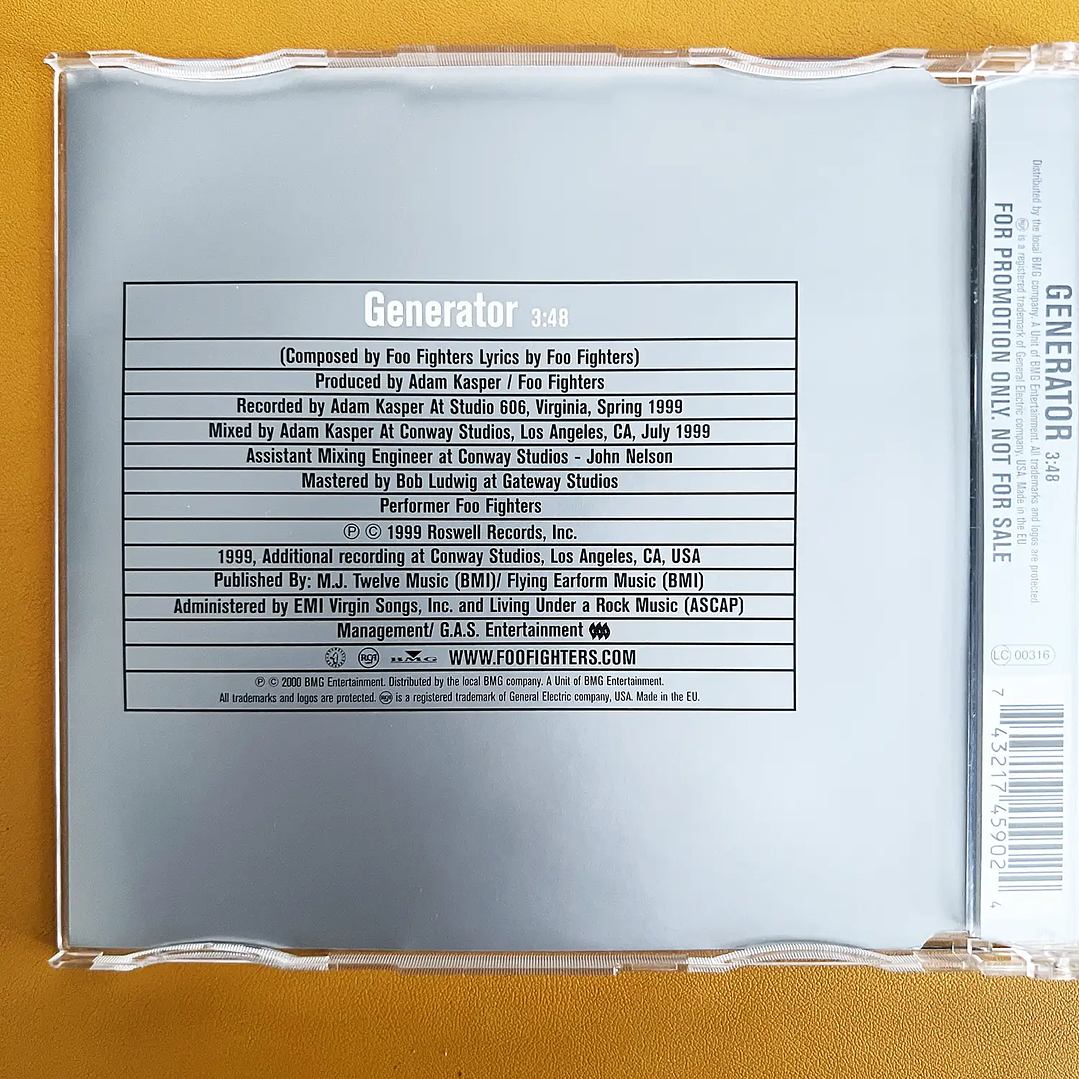 Generator 3:48
(Composed by Foo Fighters Lyrics by Foo Fighters)
Produced by Adam Kasper / Foo Fighters
Recorded by Adam Kasper At Studio 606, Virginia, Spring 1999
Mixed by Adam Kasper At Conway Studios, Los Angeles, CA, July 1999
Assistant Mixing Engineer at Conway Studios - John Nelson
Mastered by Bob Ludwig at Gateway Studios
Performer Foo Fighters
℗ © 1999 Roswell Records, Inc.
1999, Additional recording at Conway Studios, Los Angeles, CA, USA
Published By: M.J. Twelve Music (BMI)/ Flying Earform Music (BMI)
Administered by EMI Virgin Songs, Inc. and Living Under a Rock Music (ASCAP)
Management/ G.A.S. Entertainment
RCA BMG WWW.FOOFIGHTERS.COM
℗ © 2000 BMG Entertainment. Distributed by the local BMG company. A Unit of BMG Entertainment.
All trademarks and logos are protected. RCA is a registered trademark of General Electric company, USA. Made in the EU.
GENERATOR 3:48
Distributed by the local BMG company. A Unit of BMG Entertainment. All trademarks and logos are protected.
RCA is a registered trademark of General Electric company, USA. Made in the EU
FOR PROMOTION ONLY. NOT FOR SALE
LC 00316
7 43217 45902 4